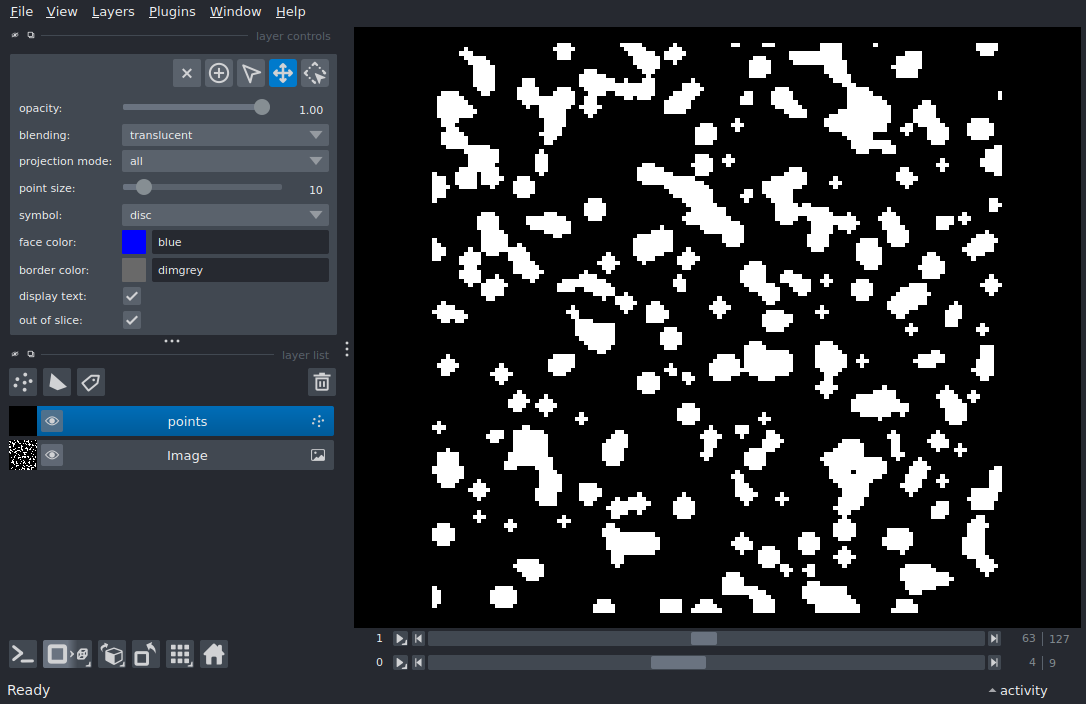 File View Layers Plugins Window Help
layer controls
opacity: 1.00
blending: translucent
projection mode: all
point size: 10
symbol: disc
face color: blue
border color: dimgrey
display text:
out of slice:
layer list
points
Image
1 63 127
0 4 9
Ready activity